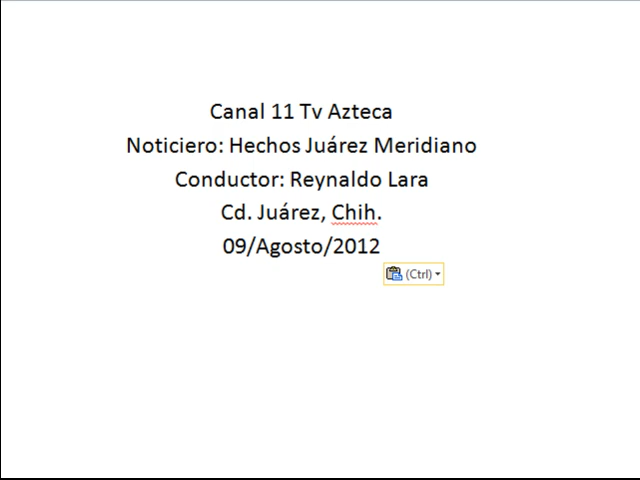 Canal 11 Tv Azteca
Noticiero: Hechos Juárez Meridiano
Conductor: Reynaldo Lara
Cd. Juárez, Chih.
09/Agosto/2012
(Ctrl)